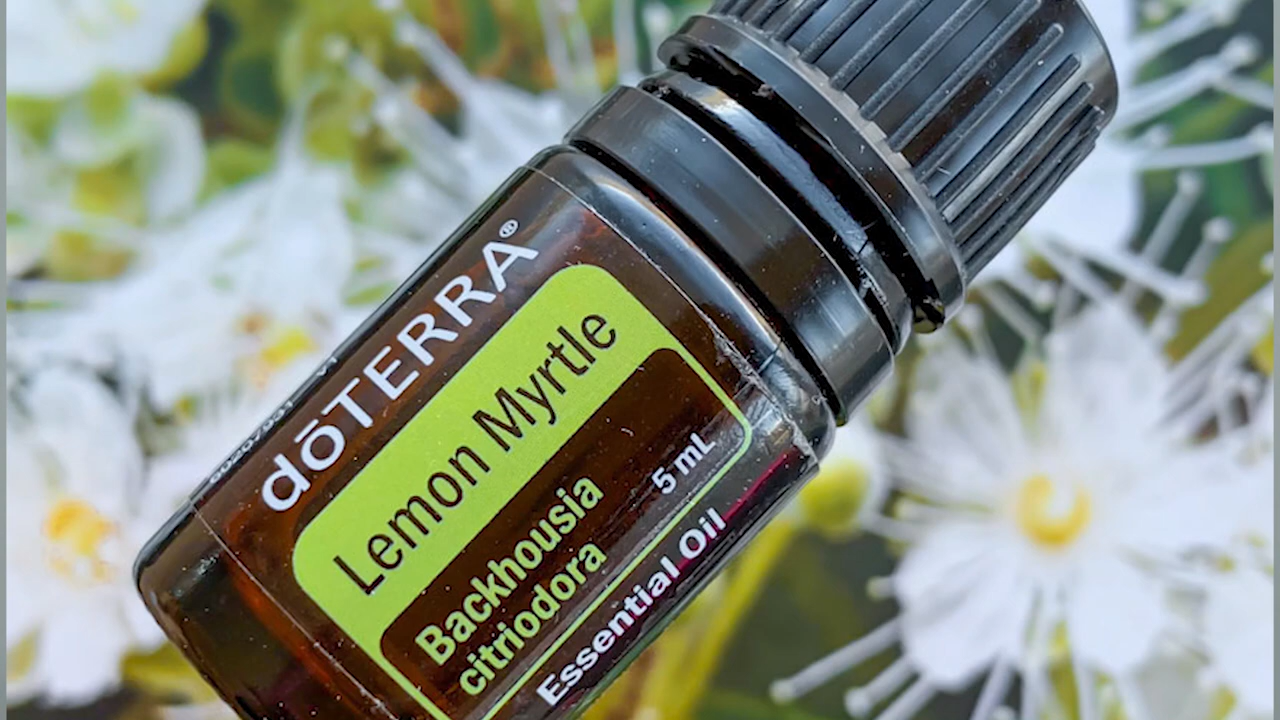 dōTERRA®
Lemon Myrtle
Backhousia
citriodora
5 mL
Essential Oil